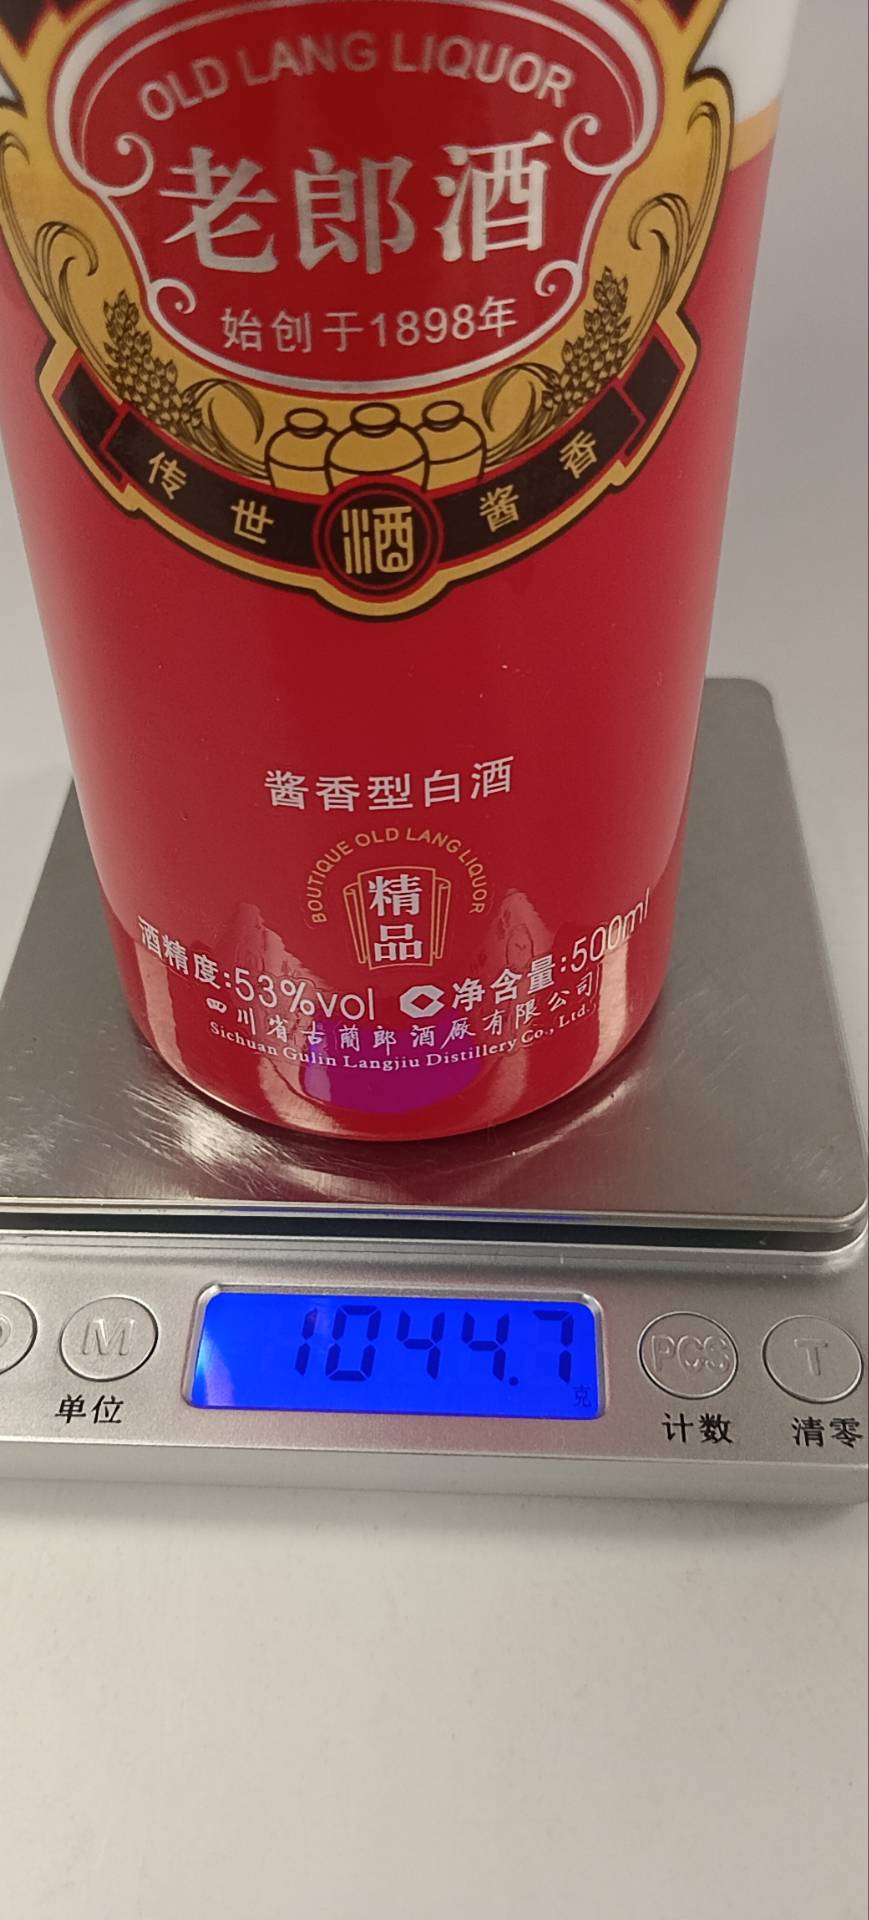 OLD LANG LIQUOR
老郎酒
始创于1898年
传世酒酱香
酱香型白酒
BOUTIQUE OLD LANG LIQUOR
精品
酒精度:53%vol 净含量:500ml
四川省古蔺郎酒厰有限公司
Sichuan Gulin Langjiu Distillery Co., Ltd.
1044.7
克
M PCS T
单位 计数 清零